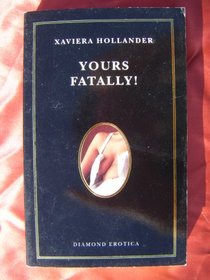 XAVIERA HOLLANDER
YOURS
FATALLY!
DIAMOND EROTICA